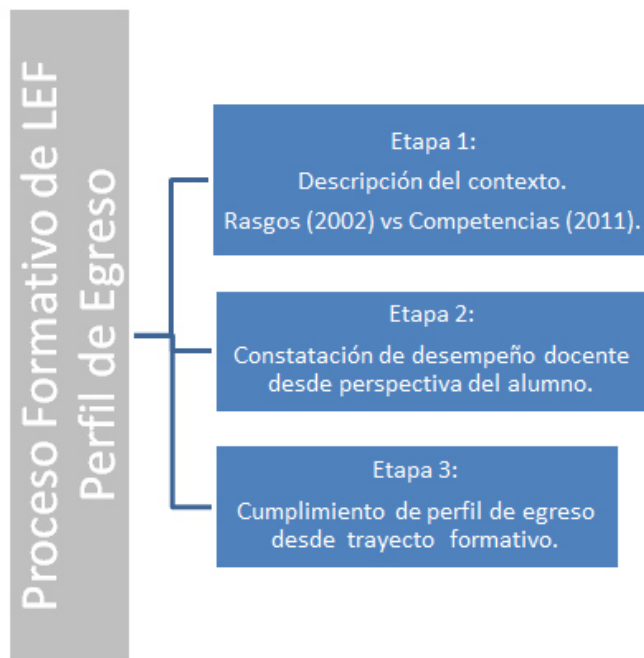 Proceso Formativo de LEF
Perfil de Egreso
Etapa 1:
Descripción del contexto.
Rasgos (2002) vs Competencias (2011).
Etapa 2:
Constatación de desempeño docente
desde perspectiva del alumno.
Etapa 3:
Cumplimiento de perfil de egreso
desde trayecto formativo.